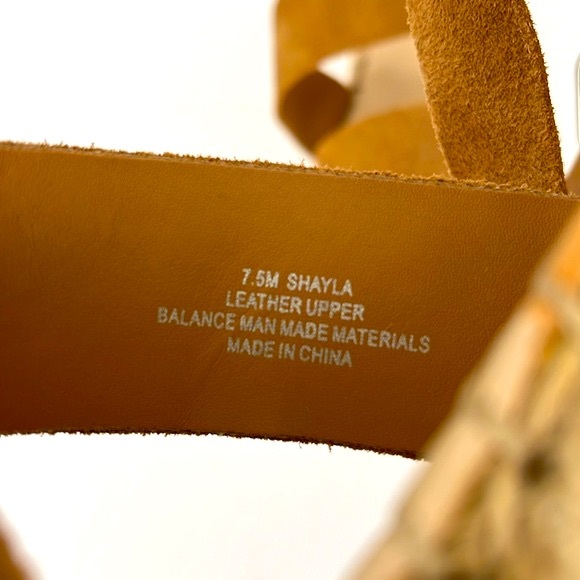 7.5M SHAYLA
LEATHER UPPER
BALANCE MAN MADE MATERIALS
MADE IN CHINA